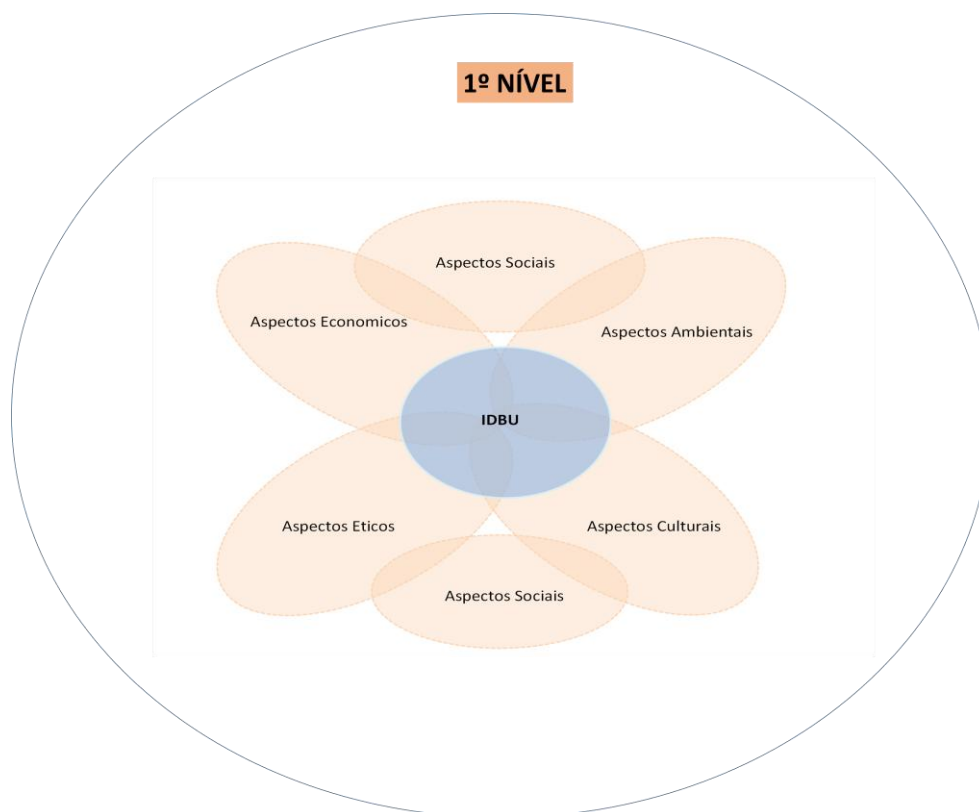 1º NÍVEL
Aspectos Sociais
Aspectos Economicos
Aspectos Ambientais
IDBU
Aspectos Eticos
Aspectos Culturais
Aspectos Sociais